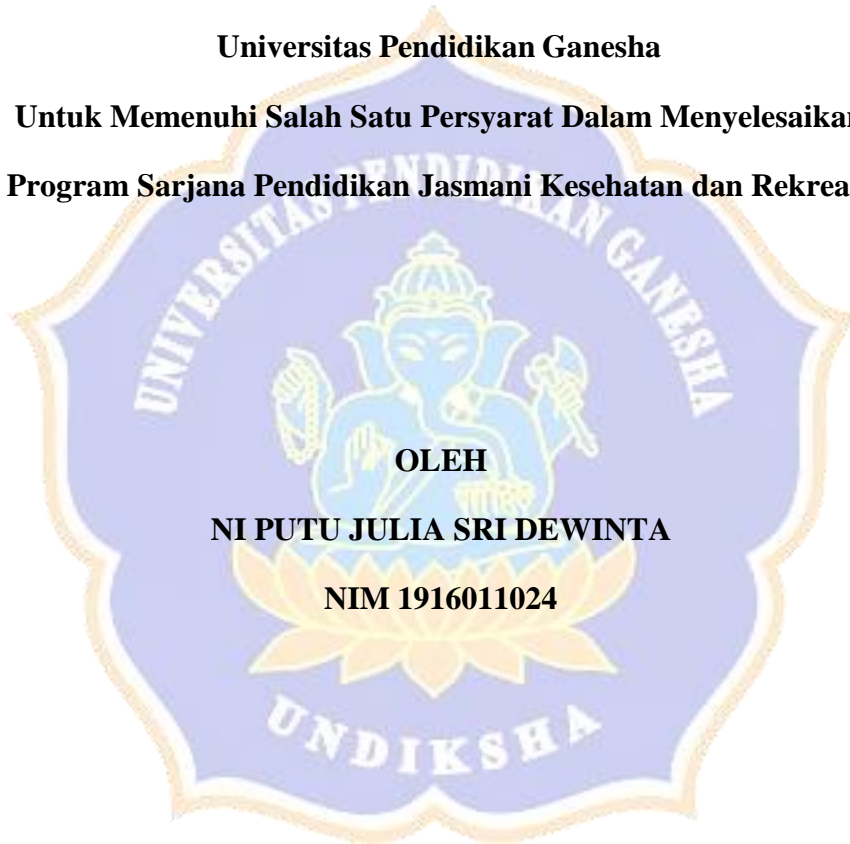 Universitas Pendidikan Ganesha
Untuk Memenuhi Salah Satu Persyarat Dalam Menyelesaikan
Program Sarjana Pendidikan Jasmani Kesehatan dan Rekrea
UNIVERSITAS PENDIDIKAN GANESHA
OLEH
NI PUTU JULIA SRI DEWINTA
NIM 1916011024
UNDIKSHA